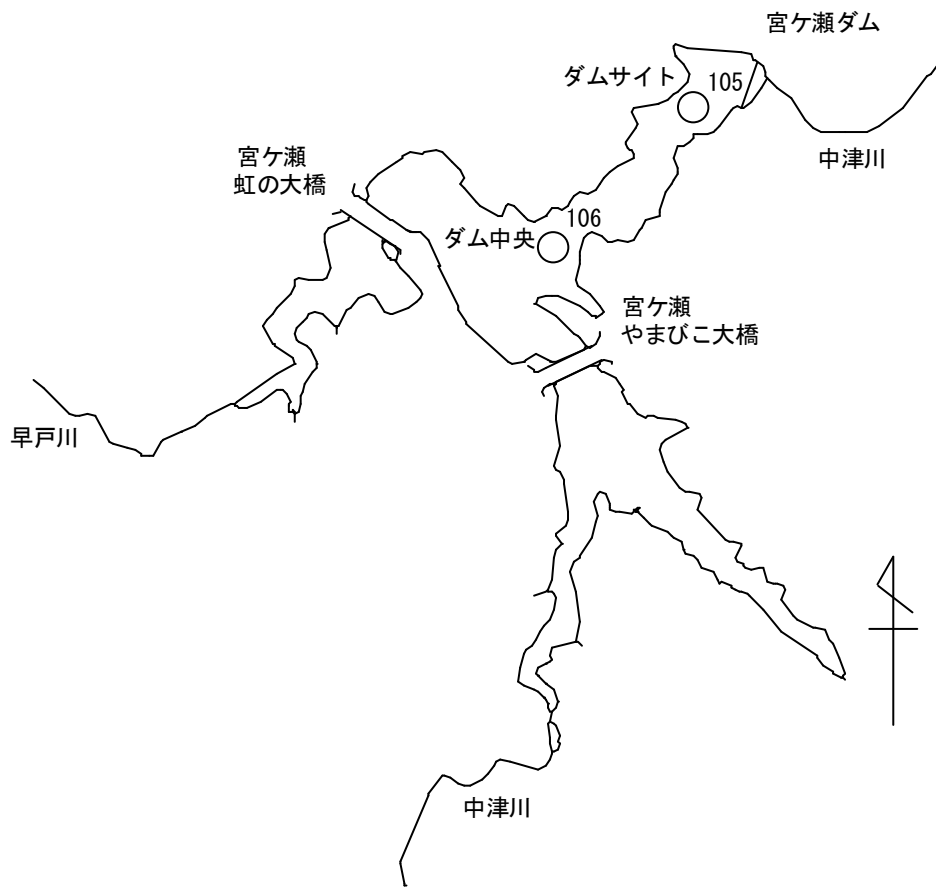 宮ケ瀬ダム
ダムサイト
105
中津川
宮ケ瀬
虹の大橋
106
ダム中央
宮ケ瀬
やまびこ大橋
早戸川
中津川